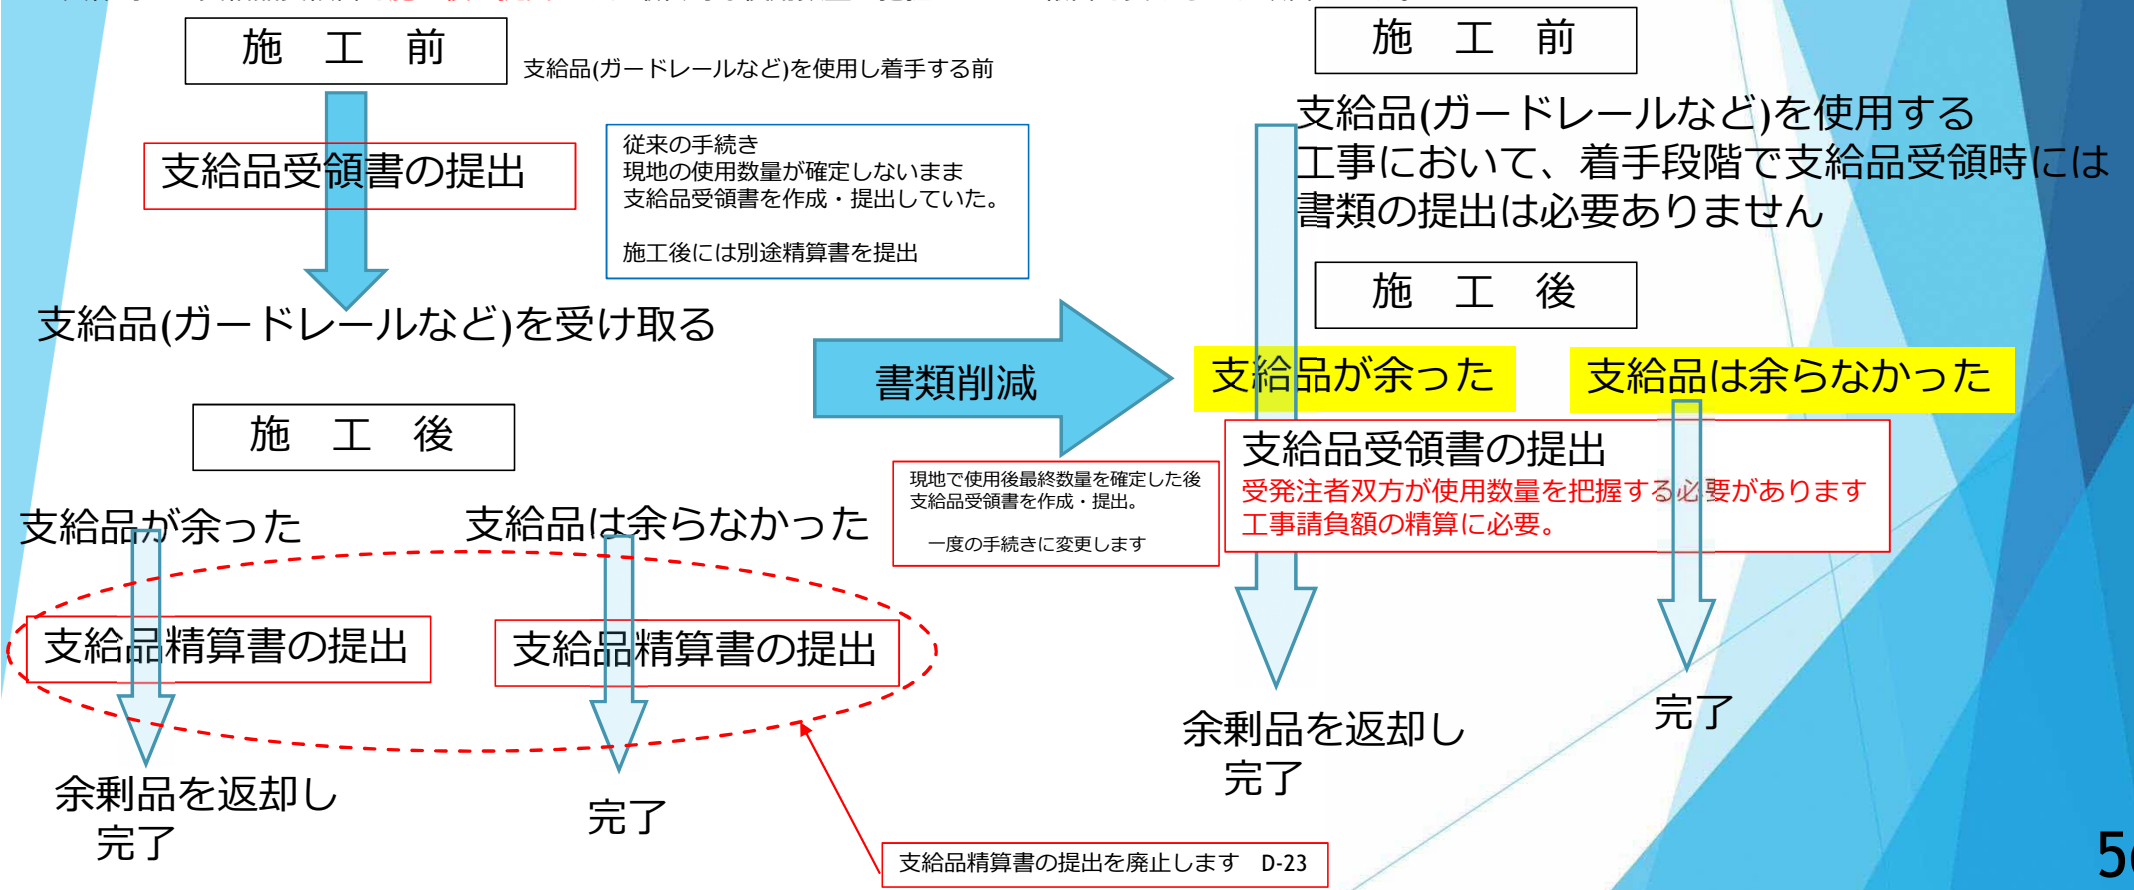 施　工　前
支給品(ガードレールなど)を使用し着手する前
支給品受領書の提出
従来の手続き
現地の使用数量が確定しないまま
支給品受領書を作成・提出していた。
施工後には別途精算書を提出
支給品(ガードレールなど)を受け取る
施　工　後
支給品が余った
支給品は余らなかった
支給品精算書の提出
支給品精算書の提出
余剰品を返却し
完了
完了
支給品精算書の提出を廃止します　D-23
書類削減
現地で使用後最終数量を確定した後
支給品受領書を作成・提出。
一度の手続きに変更します
施　工　前
支給品(ガードレールなど)を使用する
工事において、着手段階で支給品受領時には
書類の提出は必要ありません
施　工　後
支給品が余った
支給品は余らなかった
支給品受領書の提出
受発注者双方が使用数量を把握する必要があります
工事請負額の精算に必要。
余剰品を返却し
完了
完了